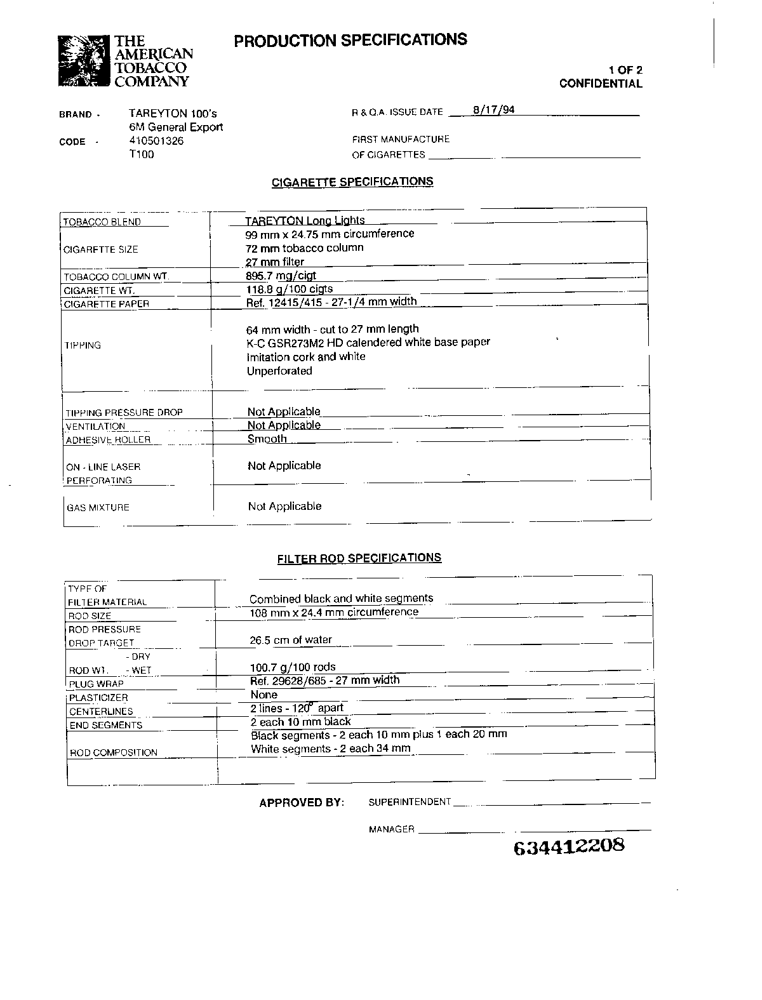 THE
AMERICAN
TOBACCO
COMPANY
PRODUCTION SPECIFICATIONS
1 OF 2
CONFIDENTIAL
BRAND - TAREYTON 100's
6M General Export
CODE - 410501326
T100
R & Q.A. ISSUE DATE 8/17/94
FIRST MANUFACTURE
OF CIGARETTES
CIGARETTE SPECIFICATIONS
TOBACCO BLEND TAREYTON Long Lights
99 mm x 24.75 mm circumference
CIGARETTE SIZE 72 mm tobacco column
27 mm filter
TOBACCO COLUMN WT. 895.7 mg/cigt
CIGARETTE WT. 118.8 g/100 cigts
CIGARETTE PAPER Ref. 12415/415 - 27-1/4 mm width
64 mm width - cut to 27 mm length
TIPPING K-C GSR273M2 HD calendered white base paper
Imitation cork and white
Unperforated
TIPPING PRESSURE DROP Not Applicable
VENTILATION Not Applicable
ADHESIVE ROLLER Smooth
ON - LINE LASER Not Applicable
PERFORATING
GAS MIXTURE Not Applicable
FILTER ROD SPECIFICATIONS
TYPE OF
FILTER MATERIAL Combined black and white segments
ROD SIZE 108 mm x 24.4 mm circumference
ROD PRESSURE
DROP TARGET 26.5 cm of water
- DRY
ROD WT. - WET 100.7 g/100 rods
PLUG WRAP Ref. 29628/685 - 27 mm width
PLASTICIZER None
CENTERLINES 2 lines - 120° apart
END SEGMENTS 2 each 10 mm black
Black segments - 2 each 10 mm plus 1 each 20 mm
ROD COMPOSITION White segments - 2 each 34 mm
APPROVED BY: SUPERINTENDENT
MANAGER
634412208